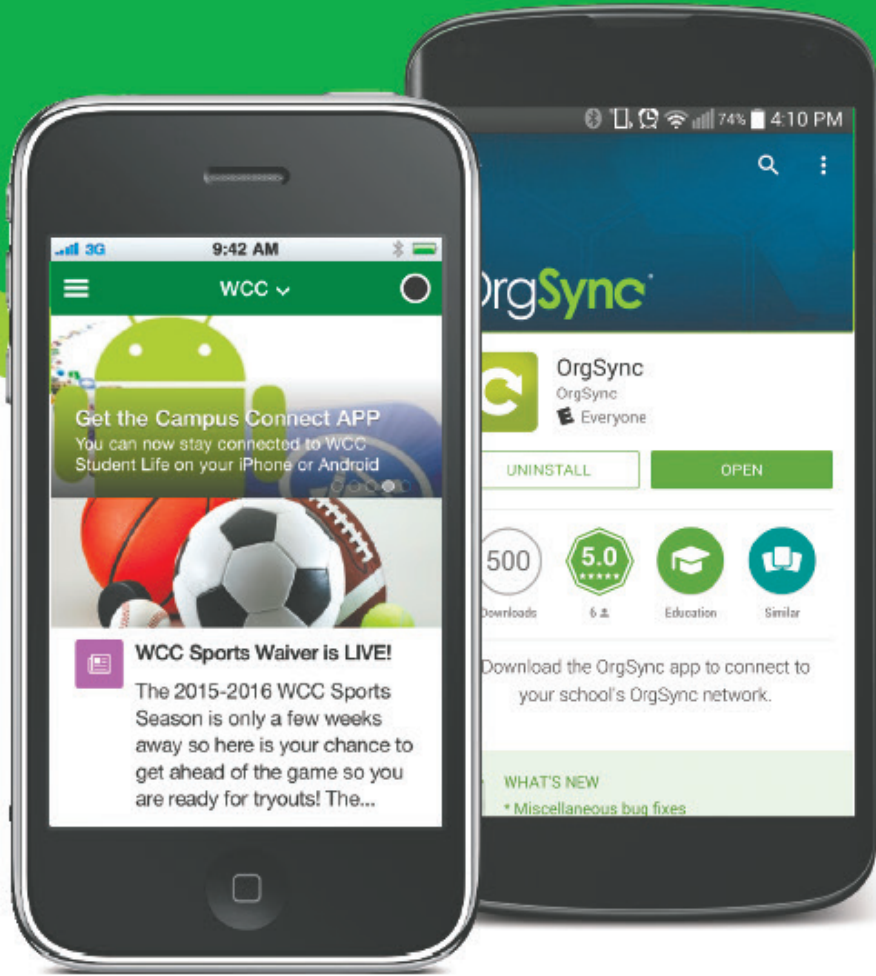 3G 9:42 AM
WCC
Get the Campus Connect APP
You can now stay connected to WCC
Student Life on your iPhone or Android
WCC Sports Waiver is LIVE!
The 2015-2016 WCC Sports
Season is only a few weeks
away so here is your chance to
get ahead of the game so you
are ready for tryouts! The...
74% 4:10 PM
OrgSync
OrgSync
OrgSync
E Everyone
UNINSTALL OPEN
500 5.0
Downloads 6 Education Similar
Download the OrgSync app to connect to
your school's OrgSync network.
WHAT'S NEW
* Miscellaneous bug fixes